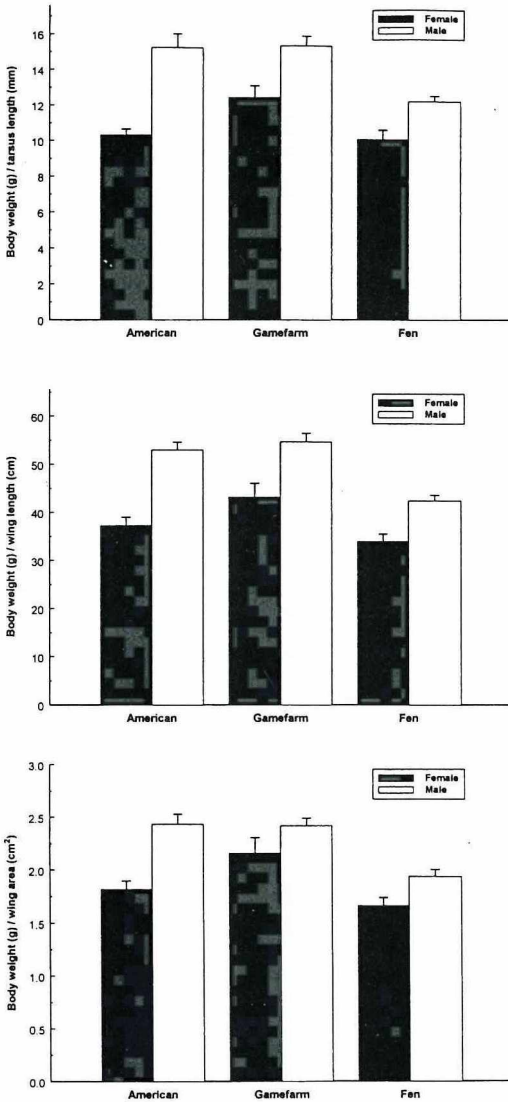 Body weight (g) / tarsus length (mm)
16
14
12
10
8
6
4
2
0
Female
Male
American
Gamefarm
Fen
Body weight (g) / wing length (cm)
60
50
40
30
20
10
0
Female
Male
American
Gamefarm
Fen
Body weight (g) / wing area (cm²)
3.0
2.5
2.0
1.5
1.0
0.5
0.0
Female
Male
American
Gamefarm
Fen